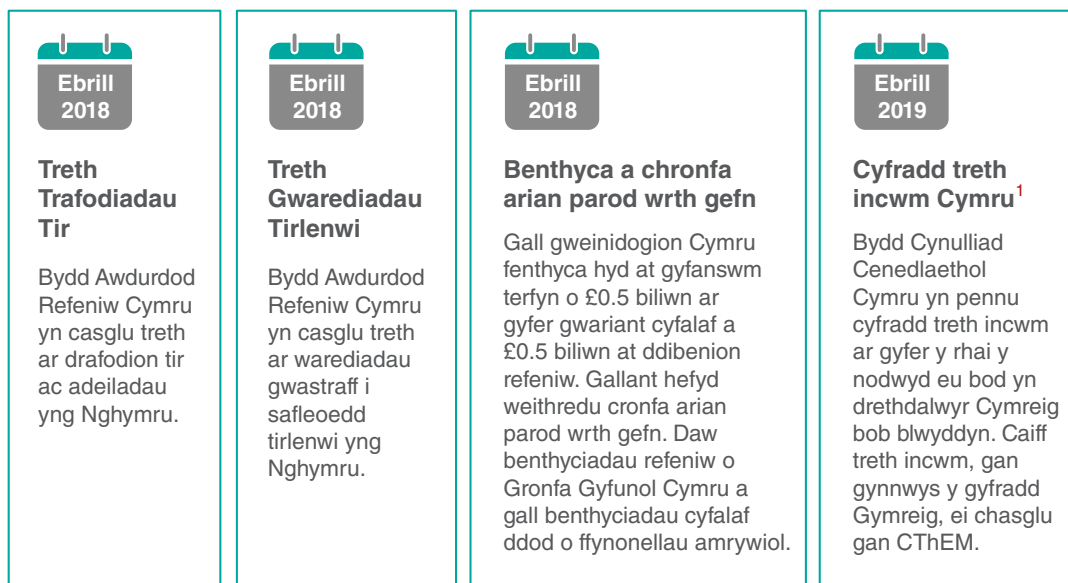 Ebrill
2018
Treth
Trafodiadau
Tir
Bydd Awdurdod
Refeniw Cymru
yn casglu treth
ar drafodion tir
ac adeiladau
yng Nghymru.
Ebrill
2018
Treth
Gwarediadau
Tirlenwi
Bydd Awdurdod
Refeniw Cymru
yn casglu treth
ar warediadau
gwastraff i
safleoedd
tirlenwi yng
Nghymru.
Ebrill
2018
Benthyca a chronfa
arian parod wrth gefn
Gall gweinidogion Cymru
fenthyca hyd at gyfanswm
terfyn o £0.5 biliwn ar
gyfer gwariant cyfalaf a
£0.5 biliwn at ddibenion
refeniw. Gallant hefyd
weithredu cronfa arian
parod wrth gefn. Daw
benthyciadau refeniw o
Gronfa Gyfunol Cymru a
gall benthyciadau cyfalaf
ddod o ffynonellau amrywiol.
Ebrill
2019
Cyfradd treth
incwm Cymru1
Bydd Cynulliad
Cenedlaethol
Cymru yn pennu
cyfradd treth incwm
ar gyfer y rhai y
nodwyd eu bod yn
drethdalwyr Cymreig
bob blwyddyn. Caiff
treth incwm, gan
gynnwys y gyfradd
Gymreig, ei chasglu
gan CThEM.